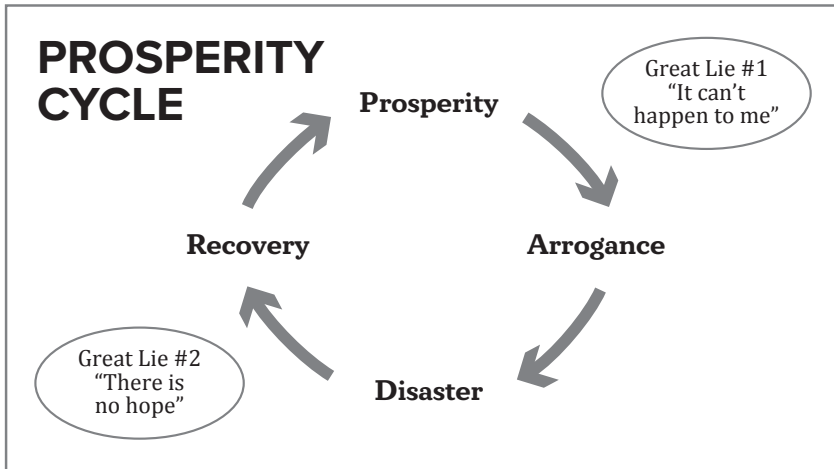 PROSPERITY
CYCLE
Prosperity
Great Lie #1
“It can’t
happen to me”
Recovery
Arrogance
Great Lie #2
“There is
no hope”
Disaster